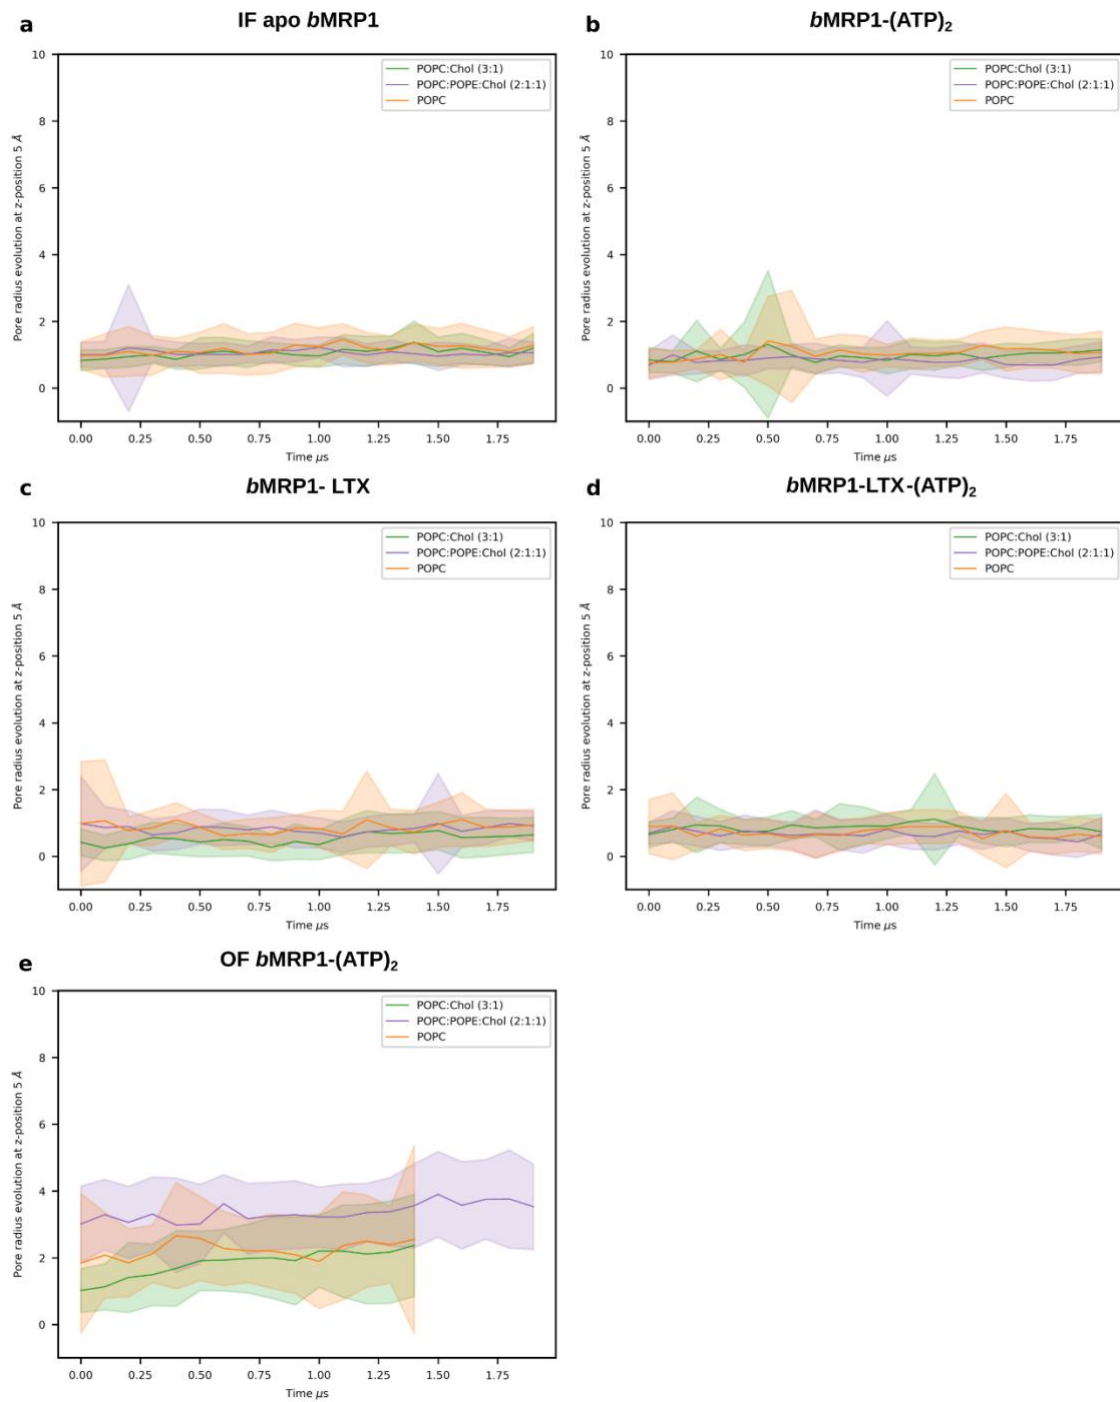 a IF apo bMRP1
10
8
6
4
2
0
Pore radius evolution at z-position 5 Å
POPC:Chol (3:1)
POPC:POPE:Chol (2:1:1)
POPC
0.00 0.25 0.50 0.75 1.00 1.25 1.50 1.75
Time μs
b bMRP1-(ATP)₂
10
8
6
4
2
0
Pore radius evolution at z-position 5 Å
POPC:Chol (3:1)
POPC:POPE:Chol (2:1:1)
POPC
0.00 0.25 0.50 0.75 1.00 1.25 1.50 1.75
Time μs
c bMRP1- LTX
10
8
6
4
2
0
Pore radius evolution at z-position 5 Å
POPC:Chol (3:1)
POPC:POPE:Chol (2:1:1)
POPC
0.00 0.25 0.50 0.75 1.00 1.25 1.50 1.75
Time μs
d bMRP1-LTX-(ATP)₂
10
8
6
4
2
0
Pore radius evolution at z-position 5 Å
POPC:Chol (3:1)
POPC:POPE:Chol (2:1:1)
POPC
0.00 0.25 0.50 0.75 1.00 1.25 1.50 1.75
Time μs
e OF bMRP1-(ATP)₂
10
8
6
4
2
0
Pore radius evolution at z-position 5 Å
POPC:Chol (3:1)
POPC:POPE:Chol (2:1:1)
POPC
0.00 0.25 0.50 0.75 1.00 1.25 1.50 1.75
Time μs